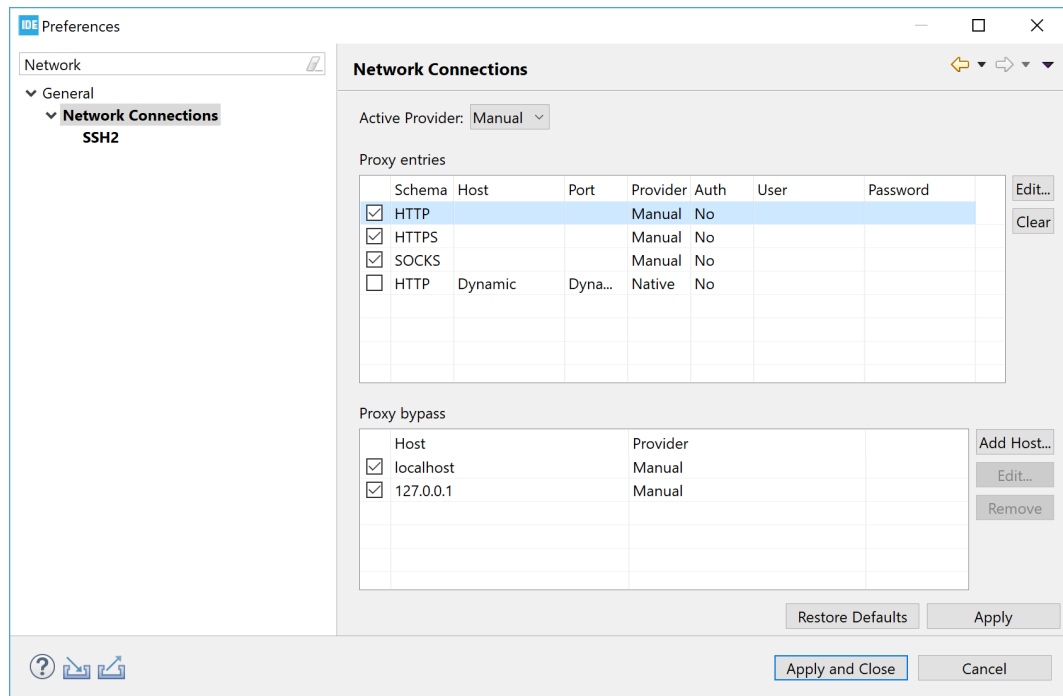 IDE Preferences
Network
General
Network Connections
SSH2
Network Connections
Active Provider: Manual
Proxy entries
Schema Host Port Provider Auth User Password
HTTP Manual No
HTTPS Manual No
SOCKS Manual No
HTTP Dynamic Dyna... Native No
Edit...
Clear
Proxy bypass
Host Provider
localhost Manual
127.0.0.1 Manual
Add Host...
Edit...
Remove
Restore Defaults Apply
? Apply and Close Cancel